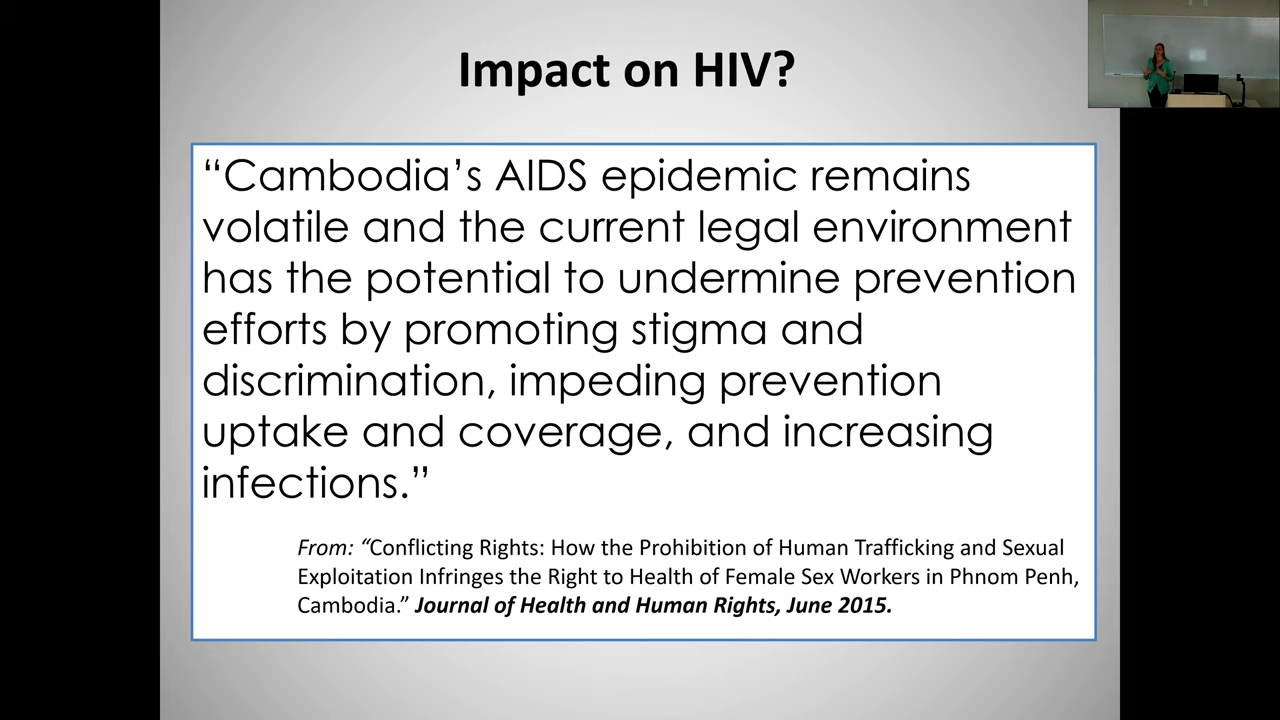 Impact on HIV?
“Cambodia’s AIDS epidemic remains
volatile and the current legal environment
has the potential to undermine prevention
efforts by promoting stigma and
discrimination, impeding prevention
uptake and coverage, and increasing
infections.”
From: “Conflicting Rights: How the Prohibition of Human Trafficking and Sexual
Exploitation Infringes the Right to Health of Female Sex Workers in Phnom Penh,
Cambodia.” Journal of Health and Human Rights, June 2015.